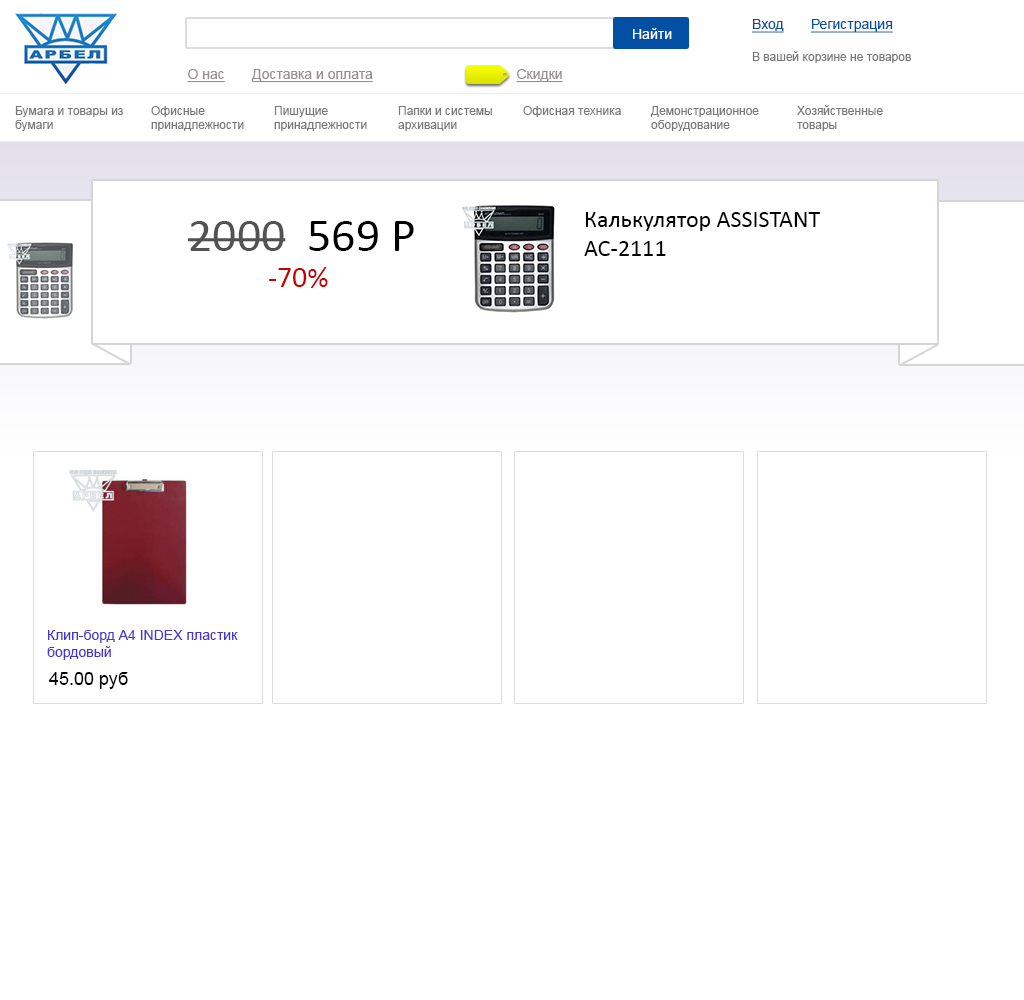 АРБЕЛ
Найти
Вход
Регистрация
В вашей корзине не товаров
О нас
Доставка и оплата
Скидки
Бумага и товары из
бумаги
Офисные
принадлежности
Пишущие
принадлежности
Папки и системы
архивации
Офисная техника
Демонстрационное
оборудование
Хозяйственные
товары
2000 569 Р
-70%
Калькулятор ASSISTANT
AC-2111
АРБЕЛ
Клип-борд А4 INDEX пластик
бордовый
45.00 руб